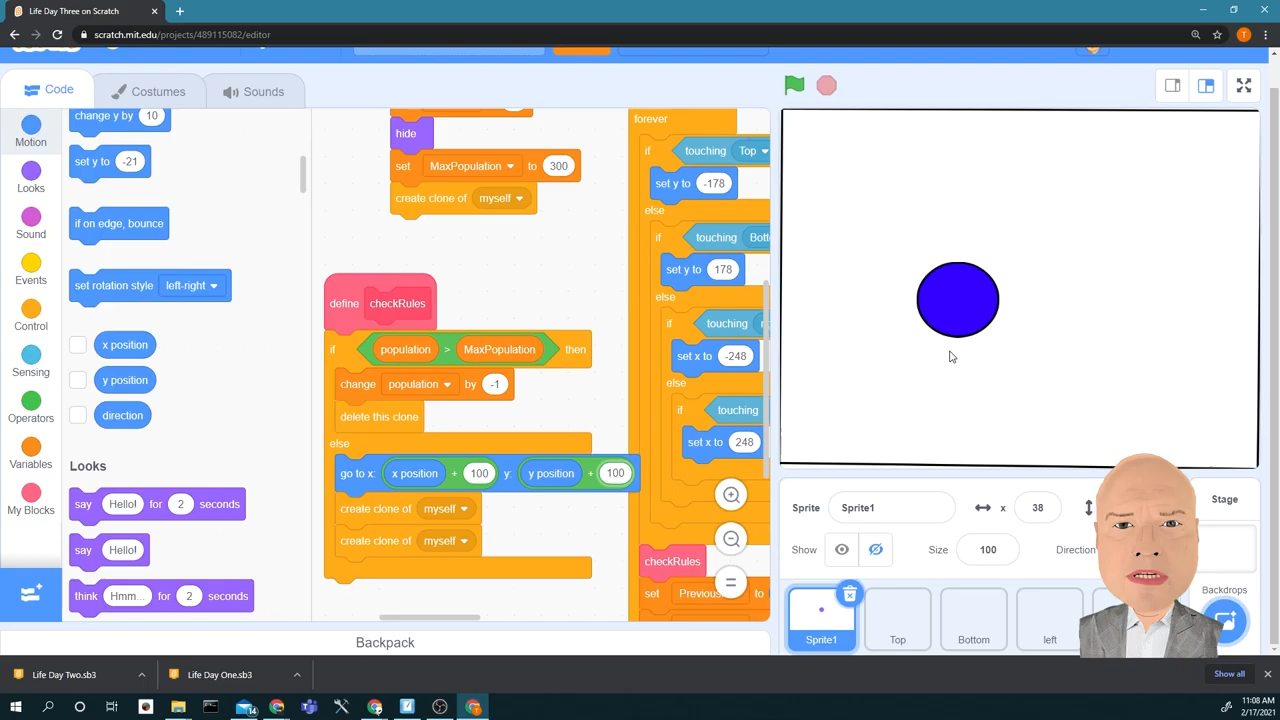 Life Day Three on Scratch
scratch.mit.edu/projects/489115082/editor
T
Code
Costumes
Sounds
Motion
Looks
Sound
Events
Control
Sensing
Operators
Variables
My Blocks
change y by 10
set y to -21
if on edge, bounce
set rotation style left-right
x position
y position
direction
Looks
say Hello! for 2 seconds
say Hello!
think Hmm... for 2 seconds
hide
set MaxPopulation to 300
create clone of myself
define checkRules
if population > MaxPopulation then
change population by -1
delete this clone
else
go to x: x position + 100 y: y position + 100
create clone of myself
create clone of myself
forever
if touching Top
set y to -178
else
if touching
set y to 178
else
if touching
set x to -248
else
if touching
set x to 248
checkRules
set to
Backpack
Sprite Sprite1 x 38
Show Size 100 Direction
Stage
Backdrops
Sprite1
Top
Bottom
left
Life Day Two.sb3
Life Day One.sb3
Show all
14
11:08 AM
2/17/2021